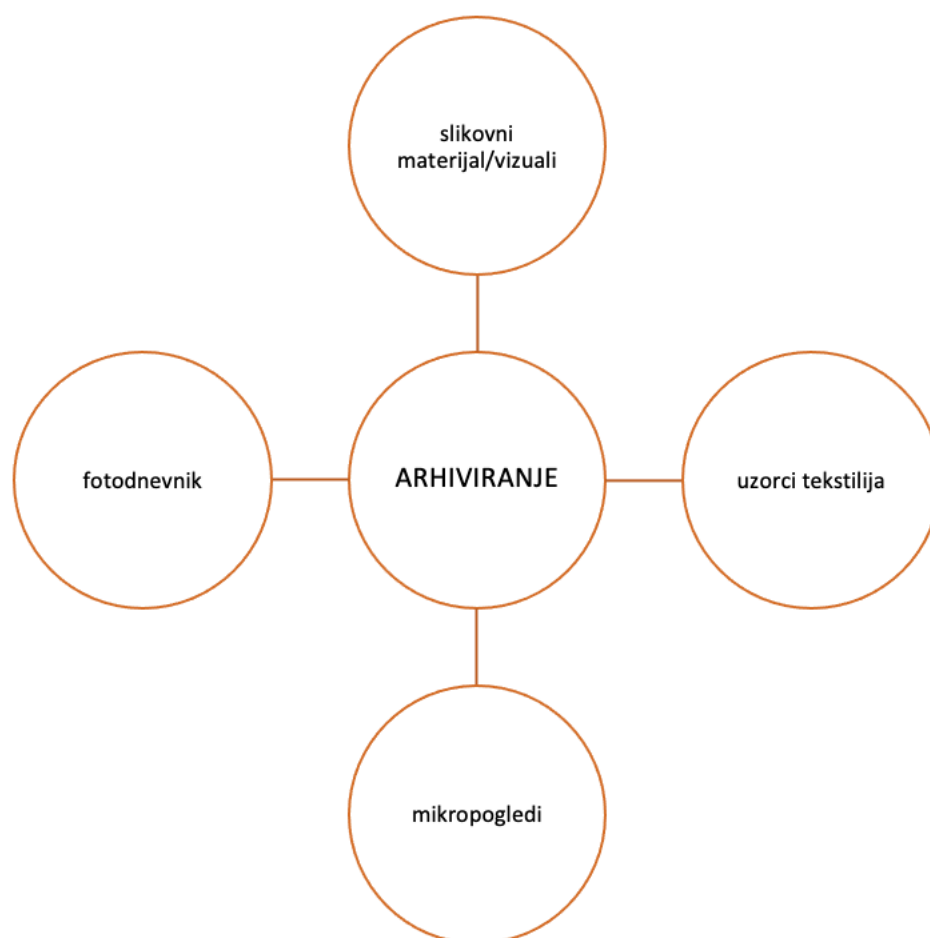 slikovni
materijal/vizuali
fotodnevnik
ARHIVIRANJE
uzorci tekstilija
mikropogledi